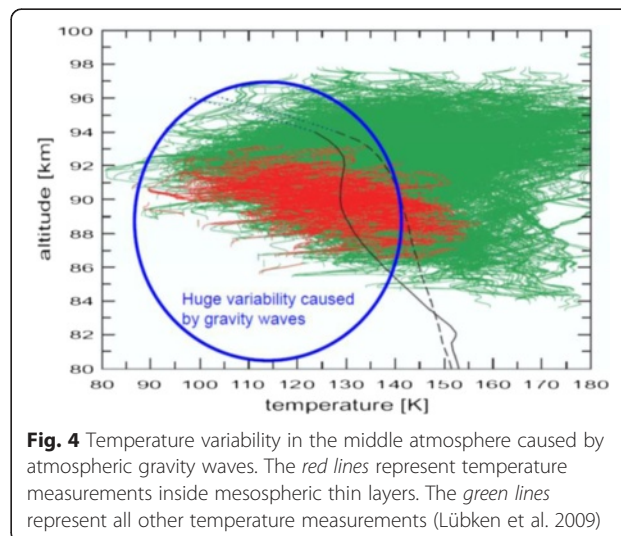 100
98
96
94
92
90
88
86
84
82
80
altitude [km]
Huge variability caused
by gravity waves
80 90 100 110 120 130 140 150 160 170 180
temperature [K]
Fig. 4 Temperature variability in the middle atmosphere caused by
atmospheric gravity waves. The red lines represent temperature
measurements inside mesospheric thin layers. The green lines
represent all other temperature measurements (Lübken et al. 2009)